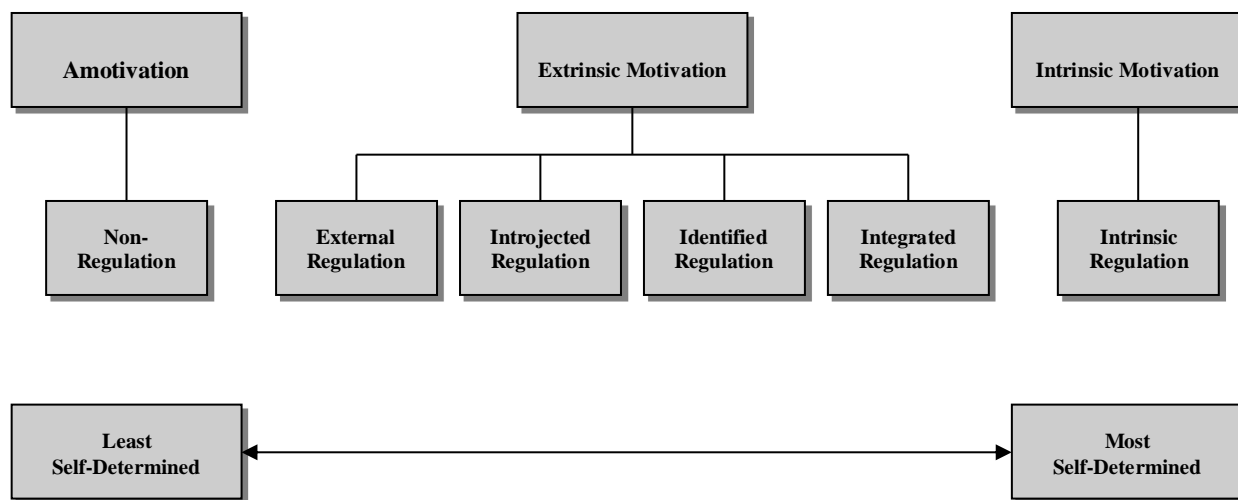 Amotivation
Extrinsic Motivation
Intrinsic Motivation
Non-
Regulation
External
Regulation
Introjected
Regulation
Identified
Regulation
Integrated
Regulation
Intrinsic
Regulation
Least
Self-Determined
Most
Self-Determined